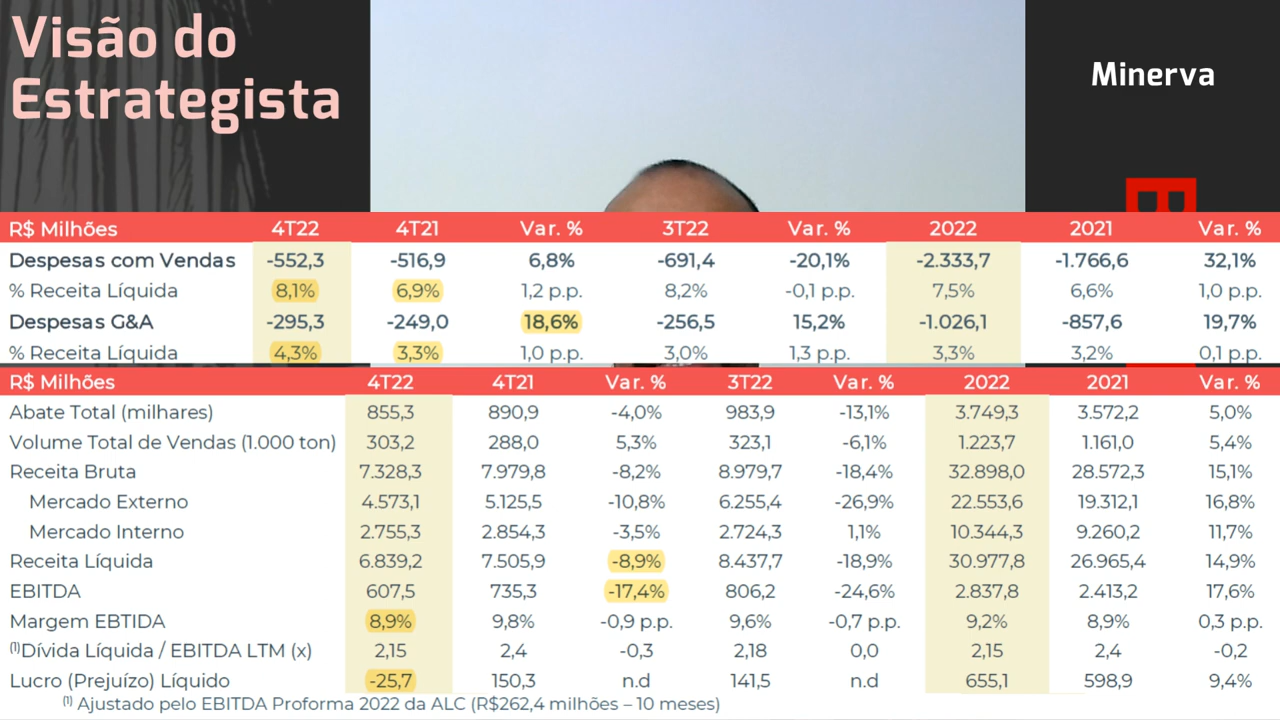 Visão do
Estrategista
Minerva
R$ Milhões 4T22 4T21 Var. % 3T22 Var. % 2022 2021 Var. %
Despesas com Vendas -552,3 -516,9 6,8% -691,4 -20,1% -2.333,7 -1.766,6 32,1%
% Receita Líquida 8,1% 6,9% 1,2 p.p. 8,2% -0,1 p.p. 7,5% 6,6% 1,0 p.p.
Despesas G&A -295,3 -249,0 18,6% -256,5 15,2% -1.026,1 -857,6 19,7%
% Receita Líquida 4,3% 3,3% 1,0 p.p. 3,0% 1,3 p.p. 3,3% 3,2% 0,1 p.p.
R$ Milhões 4T22 4T21 Var. % 3T22 Var. % 2022 2021 Var. %
Abate Total (milhares) 855,3 890,9 -4,0% 983,9 -13,1% 3.749,3 3.572,2 5,0%
Volume Total de Vendas (1.000 ton) 303,2 288,0 5,3% 323,1 -6,1% 1.223,7 1.161,0 5,4%
Receita Bruta 7.328,3 7.979,8 -8,2% 8.979,7 -18,4% 32.898,0 28.572,3 15,1%
Mercado Externo 4.573,1 5.125,5 -10,8% 6.255,4 -26,9% 22.553,6 19.312,1 16,8%
Mercado Interno 2.755,3 2.854,3 -3,5% 2.724,3 1,1% 10.344,3 9.260,2 11,7%
Receita Líquida 6.839,2 7.505,9 -8,9% 8.437,7 -18,9% 30.977,8 26.965,4 14,9%
EBITDA 607,5 735,3 -17,4% 806,2 -24,6% 2.837,8 2.413,2 17,6%
Margem EBTIDA 8,9% 9,8% -0,9 p.p. 9,6% -0,7 p.p. 9,2% 8,9% 0,3 p.p.
(1)Dívida Líquida / EBITDA LTM (x) 2,15 2,4 -0,3 2,18 0,0 2,15 2,4 -0,2
Lucro (Prejuízo) Líquido -25,7 150,3 n.d 141,5 n.d 655,1 598,9 9,4%
(1) Ajustado pelo EBITDA Proforma 2022 da ALC (R$262,4 milhões – 10 meses)